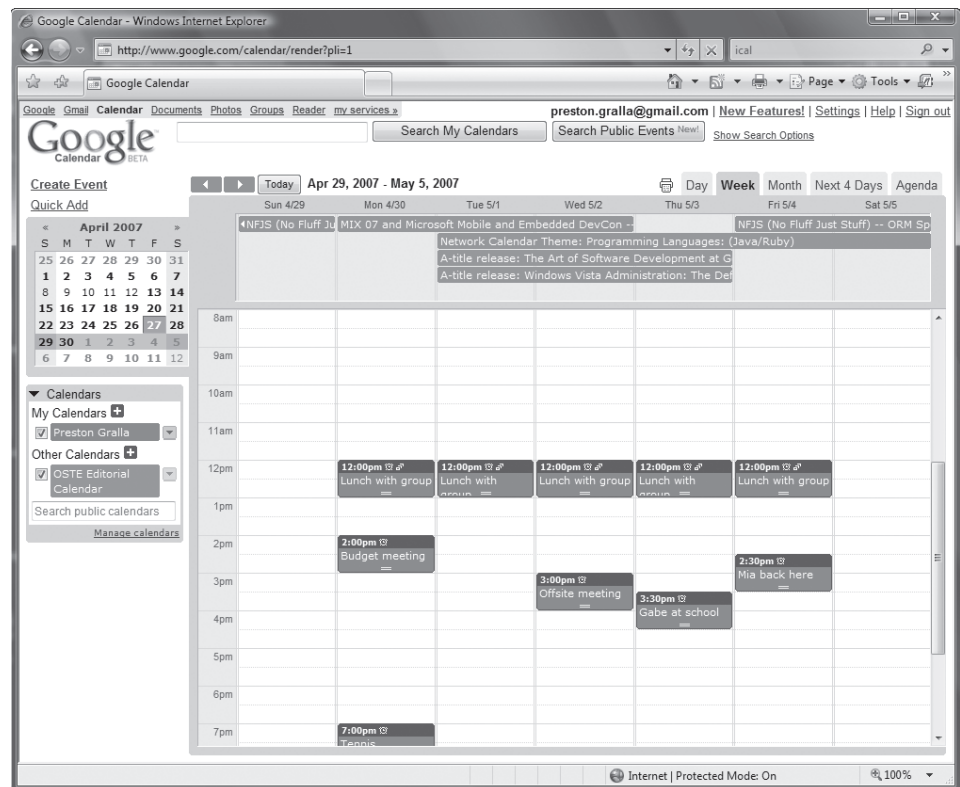 Google Calendar - Windows Internet Explorer
http://www.google.com/calendar/render?pli=1
ical
Google Calendar
Page
Tools
Google Gmail Calendar Documents Photos Groups Reader my services »
preston.gralla@gmail.com | New Features! | Settings | Help | Sign out
Google
Calendar BETA
Search My Calendars
Search Public Events New!
Show Search Options
Create Event
Quick Add
Today
Apr 29, 2007 - May 5, 2007
Day Week Month Next 4 Days Agenda
« April 2007 »
S M T W T F S
25 26 27 28 29 30 31
1 2 3 4 5 6 7
8 9 10 11 12 13 14
15 16 17 18 19 20 21
22 23 24 25 26 27 28
29 30 1 2 3 4 5
6 7 8 9 10 11 12
Calendars
My Calendars
Preston Gralla
Other Calendars
OSTE Editorial
Calendar
Search public calendars
Manage calendars
Sun 4/29 Mon 4/30 Tue 5/1 Wed 5/2 Thu 5/3 Fri 5/4 Sat 5/5
NFJS (No Fluff Ju
MIX 07 and Microsoft Mobile and Embedded DevCon --
NFJS (No Fluff Just Stuff) -- ORM Sp
Network Calendar Theme: Programming Languages: (Java/Ruby)
A-title release: The Art of Software Development at G
A-title release: Windows Vista Administration: The Def
8am
9am
10am
11am
12pm
12:00pm
Lunch with group
12:00pm
Lunch with
group
12:00pm
Lunch with group
12:00pm
Lunch with
group
12:00pm
Lunch with group
1pm
2pm
2:00pm
Budget meeting
2:30pm
Mia back here
3pm
3:00pm
Offsite meeting
3:30pm
Gabe at school
4pm
5pm
6pm
7pm
7:00pm
Tennis
Internet | Protected Mode: On
100%